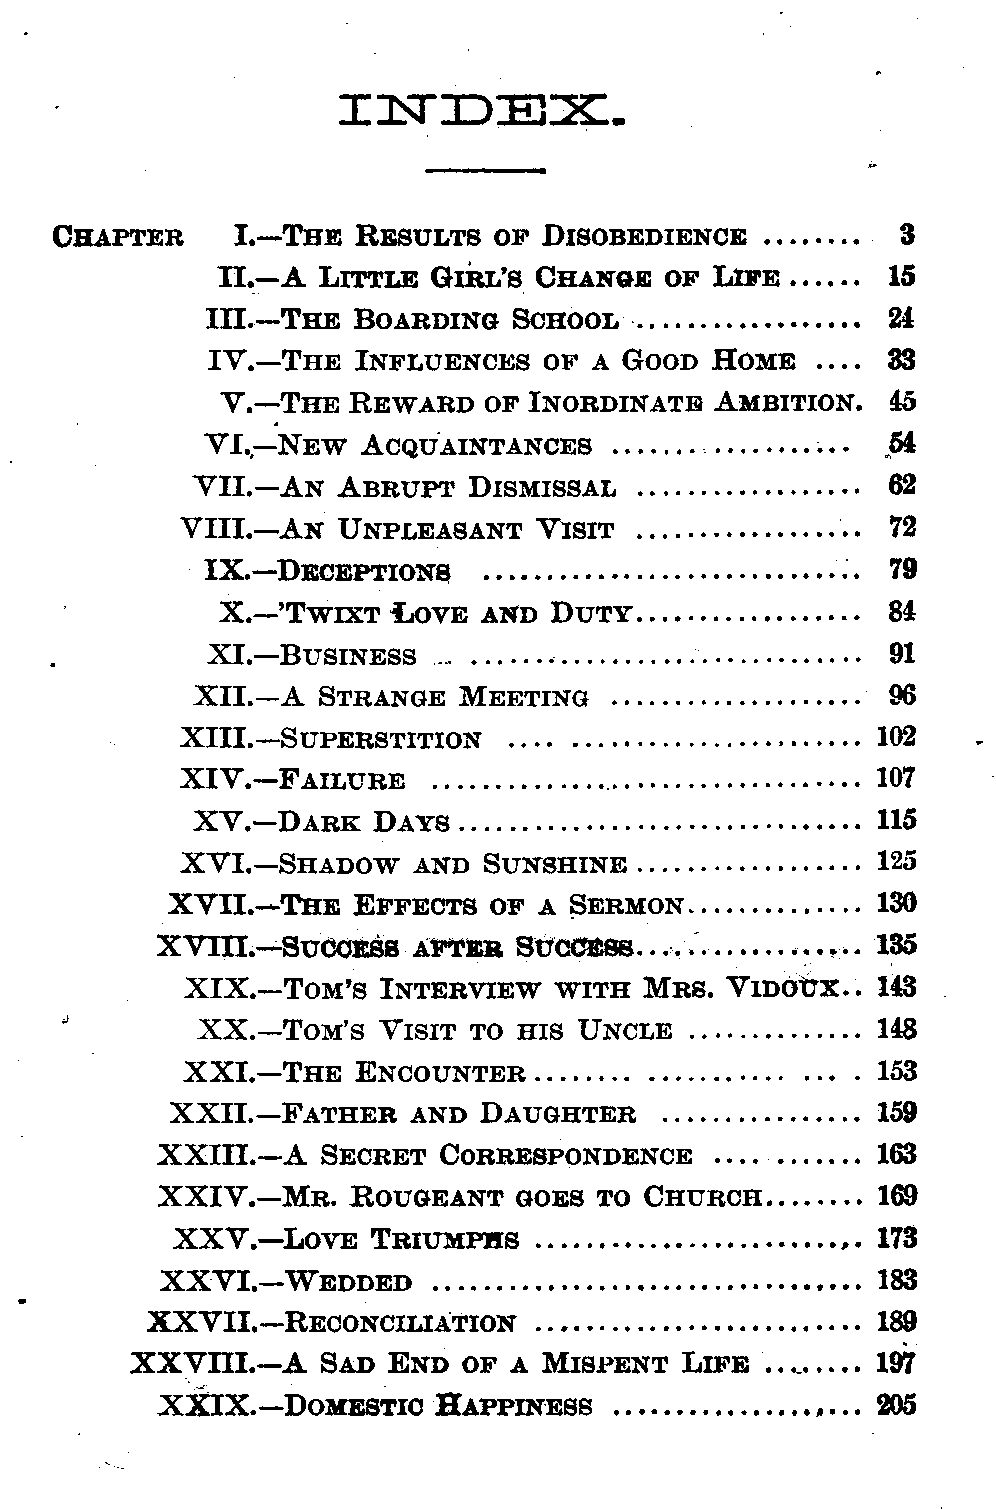 INDEX.
CHAPTER I.—THE RESULTS OF DISOBEDIENCE ........ 3
II.—A LITTLE GIRL'S CHANGE OF LIFE ...... 15
III.—THE BOARDING SCHOOL .................. 24
IV.—THE INFLUENCES OF A GOOD HOME .... 33
V.—THE REWARD OF INORDINATE AMBITION. 45
VI.—NEW ACQUAINTANCES ................... 54
VII.—AN ABRUPT DISMISSAL .................. 62
VIII.—AN UNPLEASANT VISIT .................. 72
IX.—DECEPTIONS .............................. 79
X.—'TWIXT LOVE AND DUTY.................. 84
XI.—BUSINESS ... ............................... 91
XII.—A STRANGE MEETING .................... 96
XIII.—SUPERSTITION .... ....................... 102
XIV.—FAILURE .................................. 107
XV.—DARK DAYS................................ 115
XVI.—SHADOW AND SUNSHINE.................. 125
XVII.—THE EFFECTS OF A SERMON.............. 130
XVIII.—SUCCESS AFTER SUCCESS.................. 135
XIX.—TOM'S INTERVIEW WITH MRS. VIDOUX.. 143
XX.—TOM'S VISIT TO HIS UNCLE .............. 148
XXI.—THE ENCOUNTER........ ........... ... . 153
XXII.—FATHER AND DAUGHTER ................ 159
XXIII.—A SECRET CORRESPONDENCE .... ....... 163
XXIV.—MR. ROUGEANT GOES TO CHURCH........ 169
XXV.—LOVE TRIUMPHS .......................... 173
XXVI.—WEDDED .................................. 183
XXVII.—RECONCILIATION .......................... 189
XXVIII.—A SAD END OF A MISPENT LIFE ........ 197
XXIX.—DOMESTIC HAPPINESS .................... 205